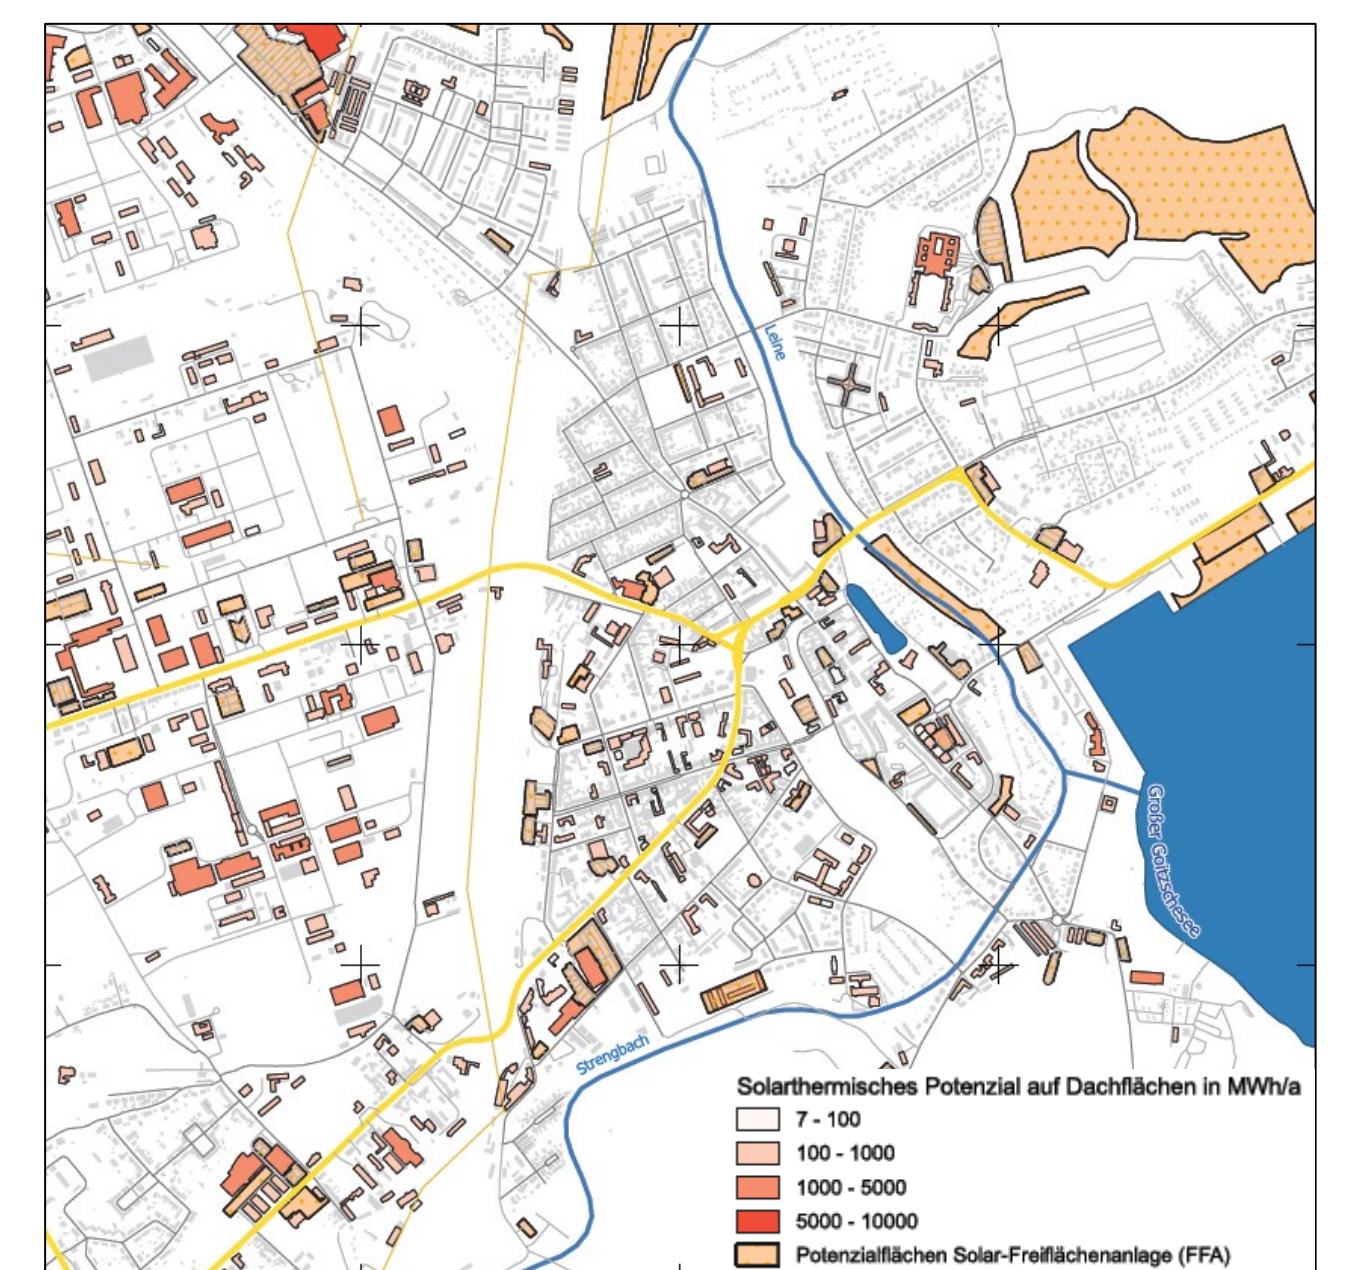 Leine
Großer Goitzschesee
Strengbach
Solarthermisches Potenzial auf Dachflächen in MWh/a
7 - 100
100 - 1000
1000 - 5000
5000 - 10000
Potenzialflächen Solar-Freiflächenanlage (FFA)